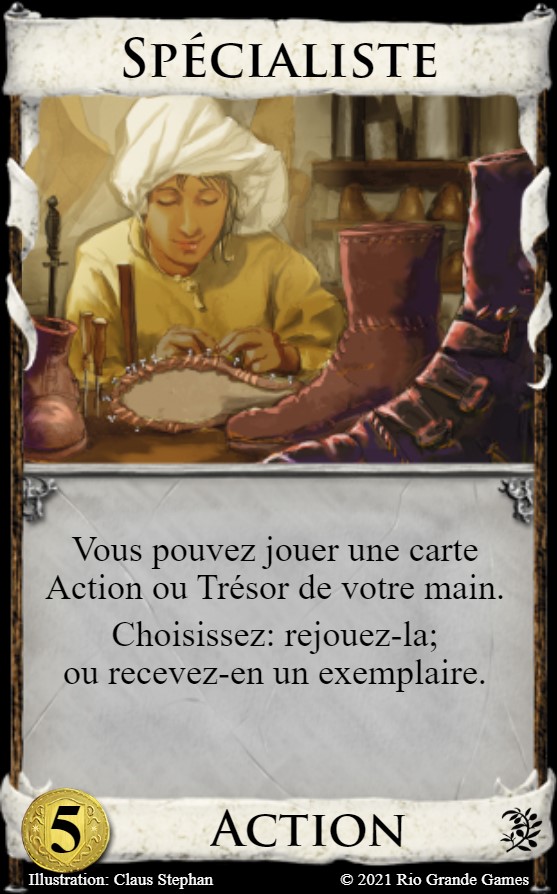 SPÉCIALISTE
Vous pouvez jouer une carte
Action ou Trésor de votre main.
Choisissez: rejouez-la;
ou recevez-en un exemplaire.
5
ACTION
Illustration: Claus Stephan
© 2021 Rio Grande Games